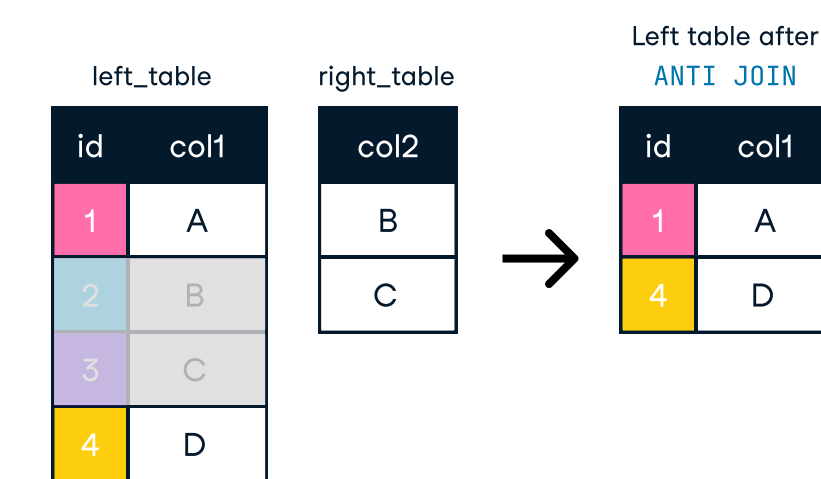 Left table after
left_table right_table ANTI JOIN
id col1 col2 id col1
1 A B 1 A
2 B C 4 D
3 C
4 D